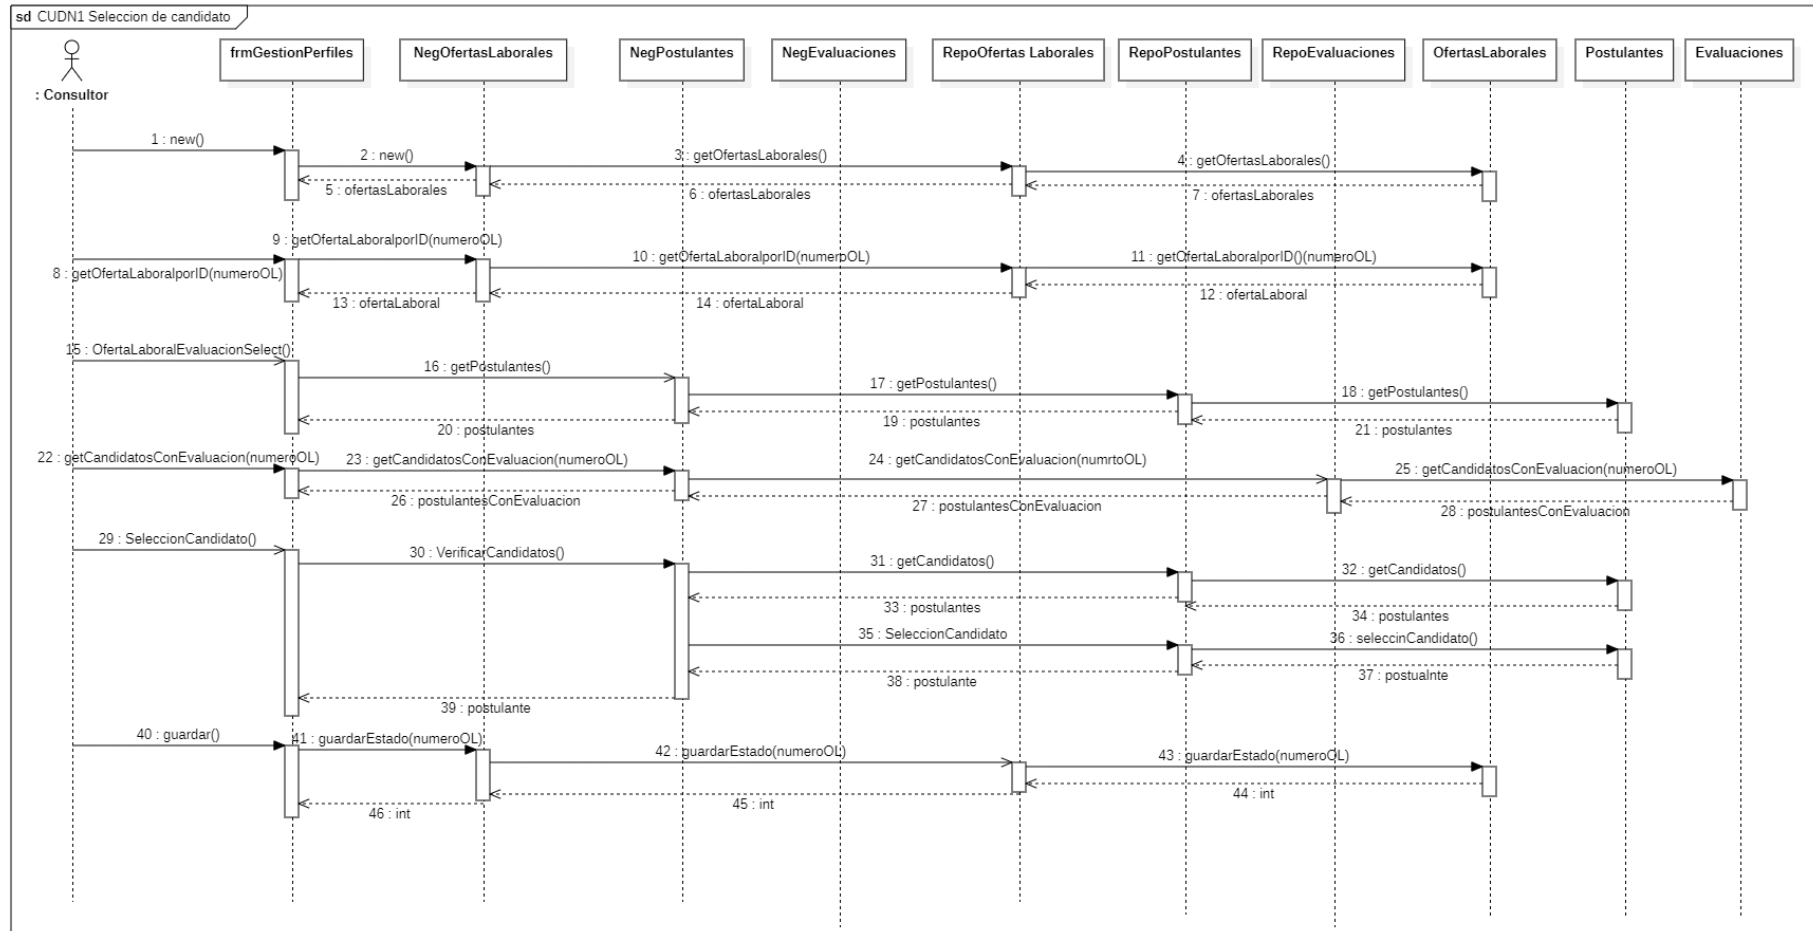 sd CUDN1 Seleccion de candidato
frmGestionPerfiles
NegOfertasLaborales
NegPostulantes
NegEvaluaciones
RepoOfertas Laborales
RepoPostulantes
RepoEvaluaciones
OfertasLaborales
Postulantes
Evaluaciones
: Consultor
1 : new()
2 : new()
3 : getOfertasLaborales()
4 : getOfertasLaborales()
5 : ofertasLaborales
6 : ofertasLaborales
7 : ofertasLaborales
9 : getOfertaLaboralporID(numeroOL)
10 : getOfertaLaboralporID(numeroOL)
11 : getOfertaLaboralporID()(numeroOL)
8 : getOfertaLaboralporID(numeroOL)
13 : ofertaLaboral
14 : ofertaLaboral
12 : ofertaLaboral
15 : OfertaLaboralEvaluacionSelect()
16 : getPostulantes()
17 : getPostulantes()
18 : getPostulantes()
20 : postulantes
19 : postulantes
21 : postulantes
22 : getCandidatosConEvaluacion(numeroOL)
23 : getCandidatosConEvaluacion(numeroOL)
24 : getCandidatosConEvaluacion(numrtoOL)
25 : getCandidatosConEvaluacion(numeroOL)
26 : postulantesConEvaluacion
27 : postulantesConEvaluacion
28 : postulantesConEvaluacion
29 : SeleccionCandidato()
30 : VerificarCandidatos()
31 : getCandidatos()
32 : getCandidatos()
33 : postulantes
34 : postulantes
35 : SeleccionCandidato
36 : seleccinCandidato()
38 : postulante
37 : postualnte
39 : postulante
40 : guardar()
41 : guardarEstado(numeroOL)
42 : guardarEstado(numeroOL)
43 : guardarEstado(numeroOL)
46 : int
45 : int
44 : int